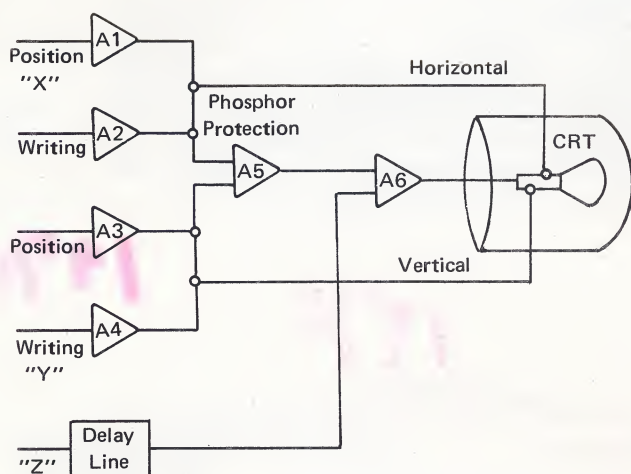 A1
Position
"X"
Horizontal
Phosphor
Protection
CRT
A2
Writing
A5
A6
A3
Position
Vertical
A4
Writing
"Y"
Delay
Line
"Z"